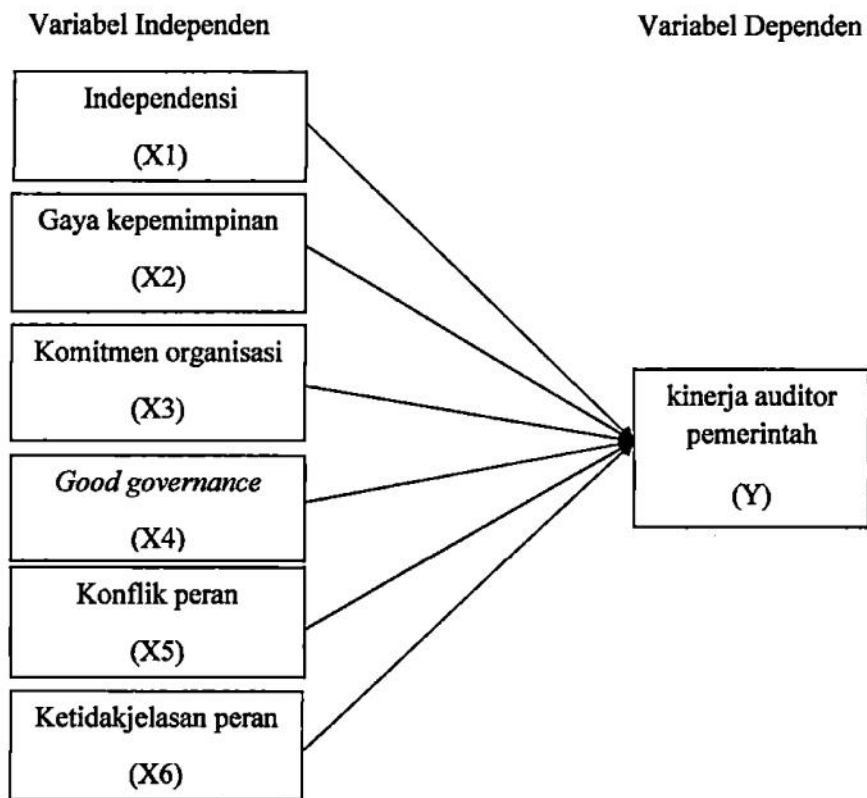 Variabel Independen
Variabel Dependen
Independensi
(X1)
Gaya kepemimpinan
(X2)
Komitmen organisasi
(X3)
Good governance
(X4)
Konflik peran
(X5)
Ketidakjelasan peran
(X6)
kinerja auditor
pemerintah
(Y)